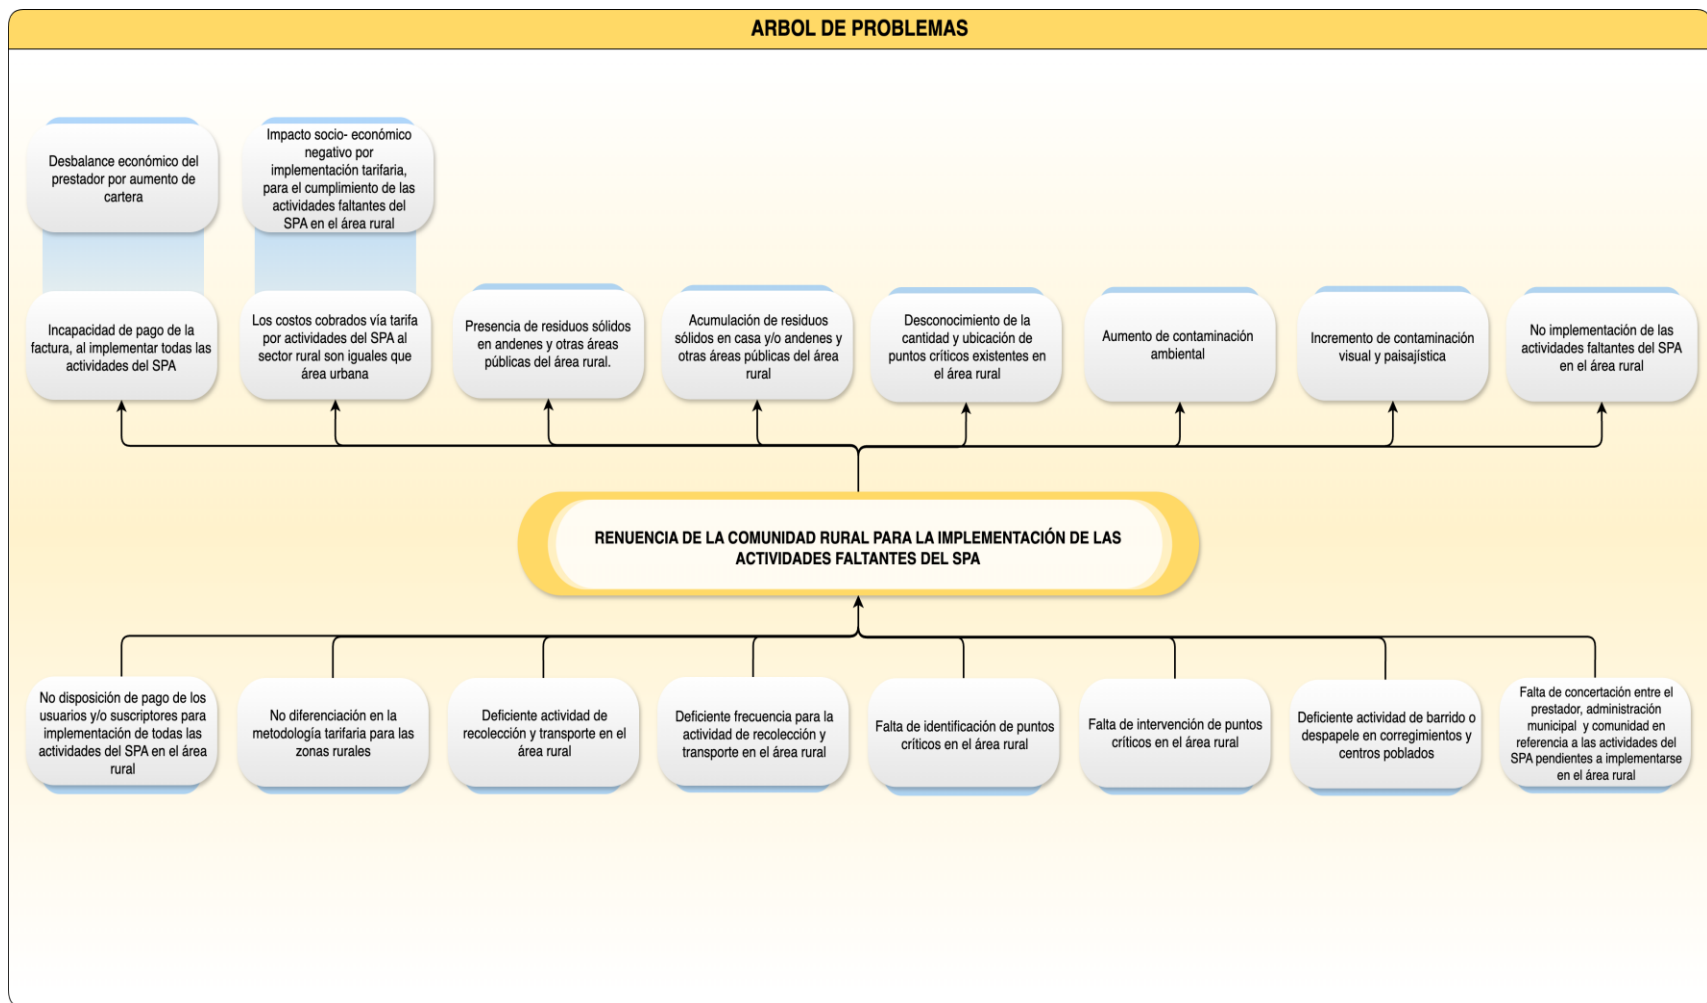 ARBOL DE PROBLEMAS
Desbalance económico del
prestador por aumento de
cartera
Impacto socio- económico
negativo por
implementación tarifaria,
para el cumplimiento de las
actividades faltantes del
SPA en el área rural
Incapacidad de pago de la
factura, al implementar todas las
actividades del SPA
Los costos cobrados vía tarifa
por actividades del SPA al
sector rural son iguales que
área urbana
Presencia de residuos sólidos
en andenes y otras áreas
públicas del área rural.
Acumulación de residuos
sólidos en casa y/o andenes y
otras áreas públicas del área
rural
Desconocimiento de la
cantidad y ubicación de
puntos críticos existentes en
el área rural
Aumento de contaminación
ambiental
Incremento de contaminación
visual y paisajística
No implementación de las
actividades faltantes del SPA
en el área rural
RENUENCIA DE LA COMUNIDAD RURAL PARA LA IMPLEMENTACIÓN DE LAS
ACTIVIDADES FALTANTES DEL SPA
No disposición de pago de los
usuarios y/o suscriptores para
implementación de todas las
actividades del SPA en el área
rural
No diferenciación en la
metodología tarifaria para las
zonas rurales
Deficiente actividad de
recolección y transporte en el
área rural
Deficiente frecuencia para la
actividad de recolección y
transporte en el área rural
Falta de identificación de puntos
críticos en el área rural
Falta de intervención de puntos
críticos en el área rural
Deficiente actividad de barrido o
despapele en corregimientos y
centros poblados
Falta de concertación entre el
prestador, administración
municipal y comunidad en
referencia a las actividades del
SPA pendientes a implementarse
en el área rural